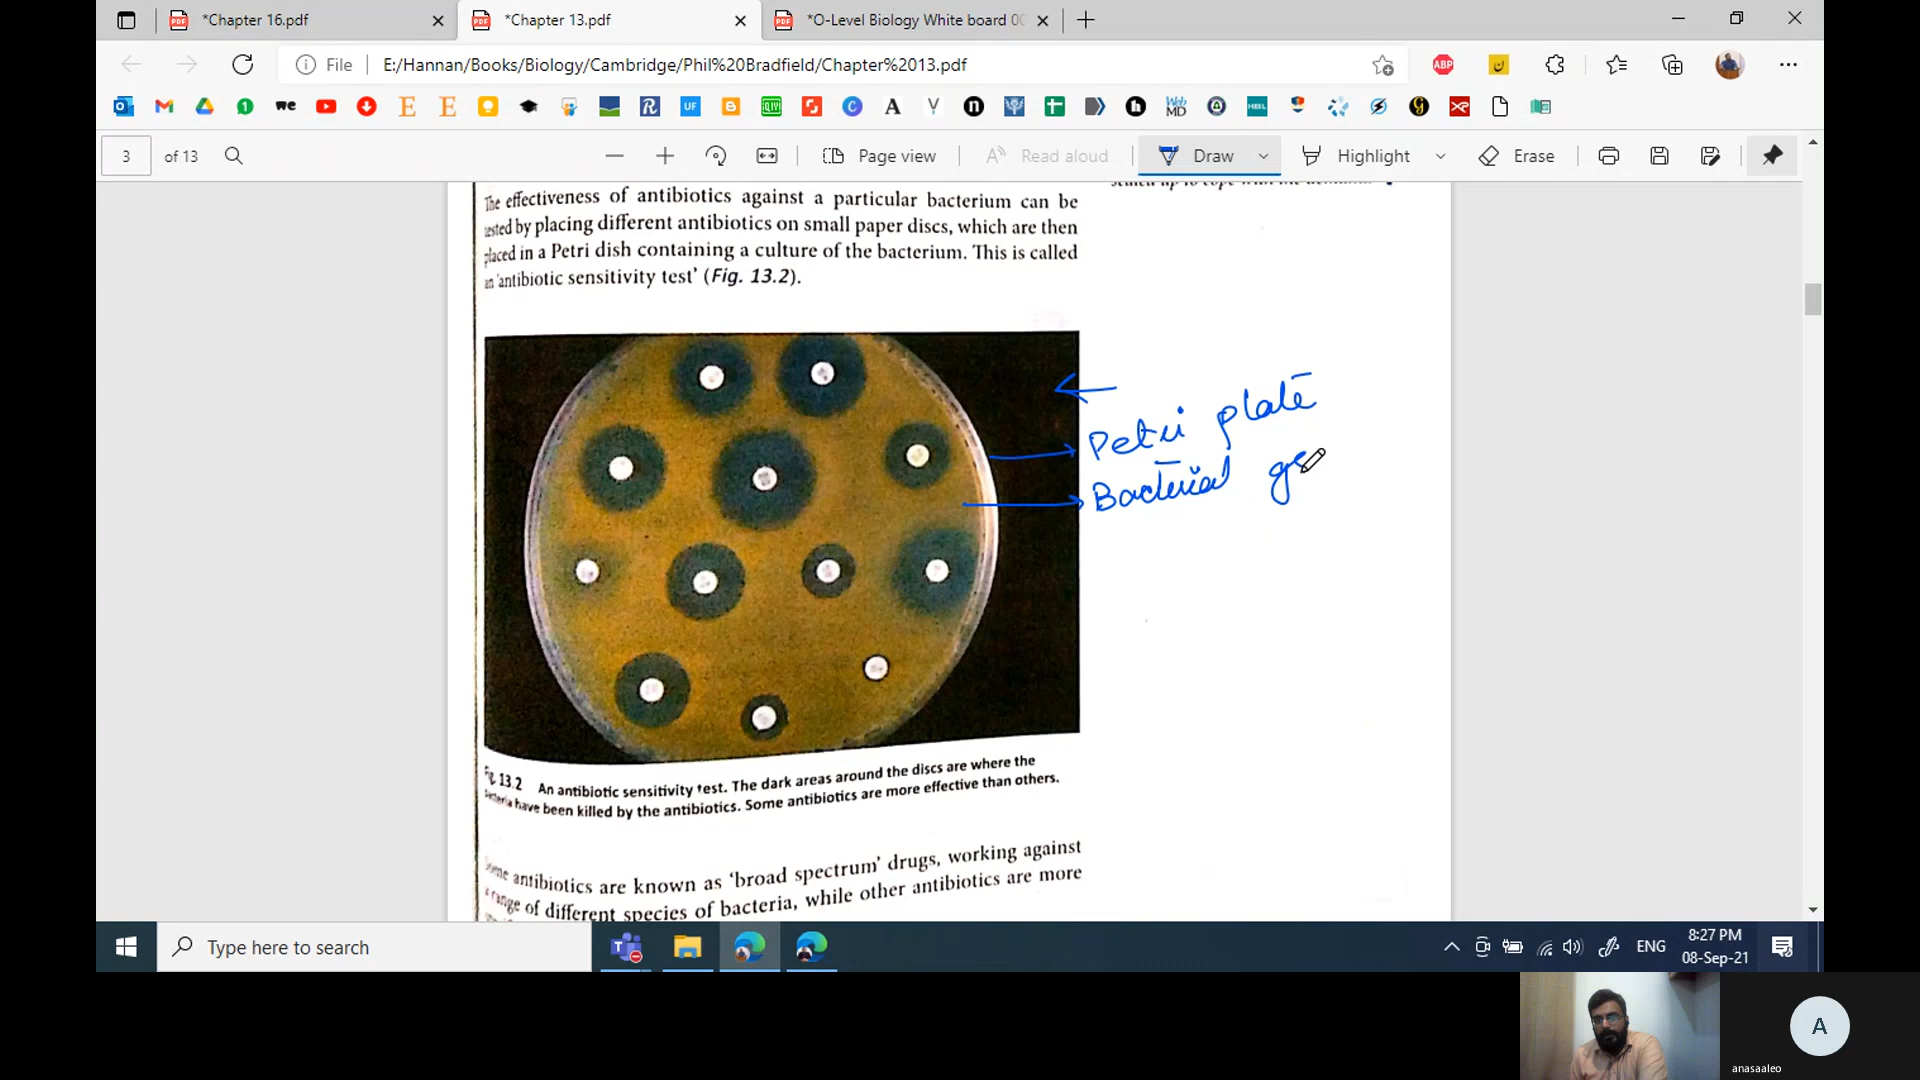 *Chapter 16.pdf
*Chapter 13.pdf
*O-Level Biology White board 00
File
E:/Hannan/Books/Biology/Cambridge/Phil%20Bradfield/Chapter%2013.pdf
3 of 13
Page view
Read aloud
Draw
Highlight
Erase
The effectiveness of antibiotics against a particular bacterium can be
tested by placing different antibiotics on small paper discs, which are then
placed in a Petri dish containing a culture of the bacterium. This is called
an 'antibiotic sensitivity test' (Fig. 13.2).
Petri plate
Bacterial
Fig. 13.2 An antibiotic sensitivity test. The dark areas around the discs are where the
bacteria have been killed by the antibiotics. Some antibiotics are more effective than others.
Some antibiotics are known as 'broad spectrum' drugs, working against
a range of different species of bacteria, while other antibiotics are more
Type here to search
ENG
8:27 PM
08-Sep-21
A
anasaaleo